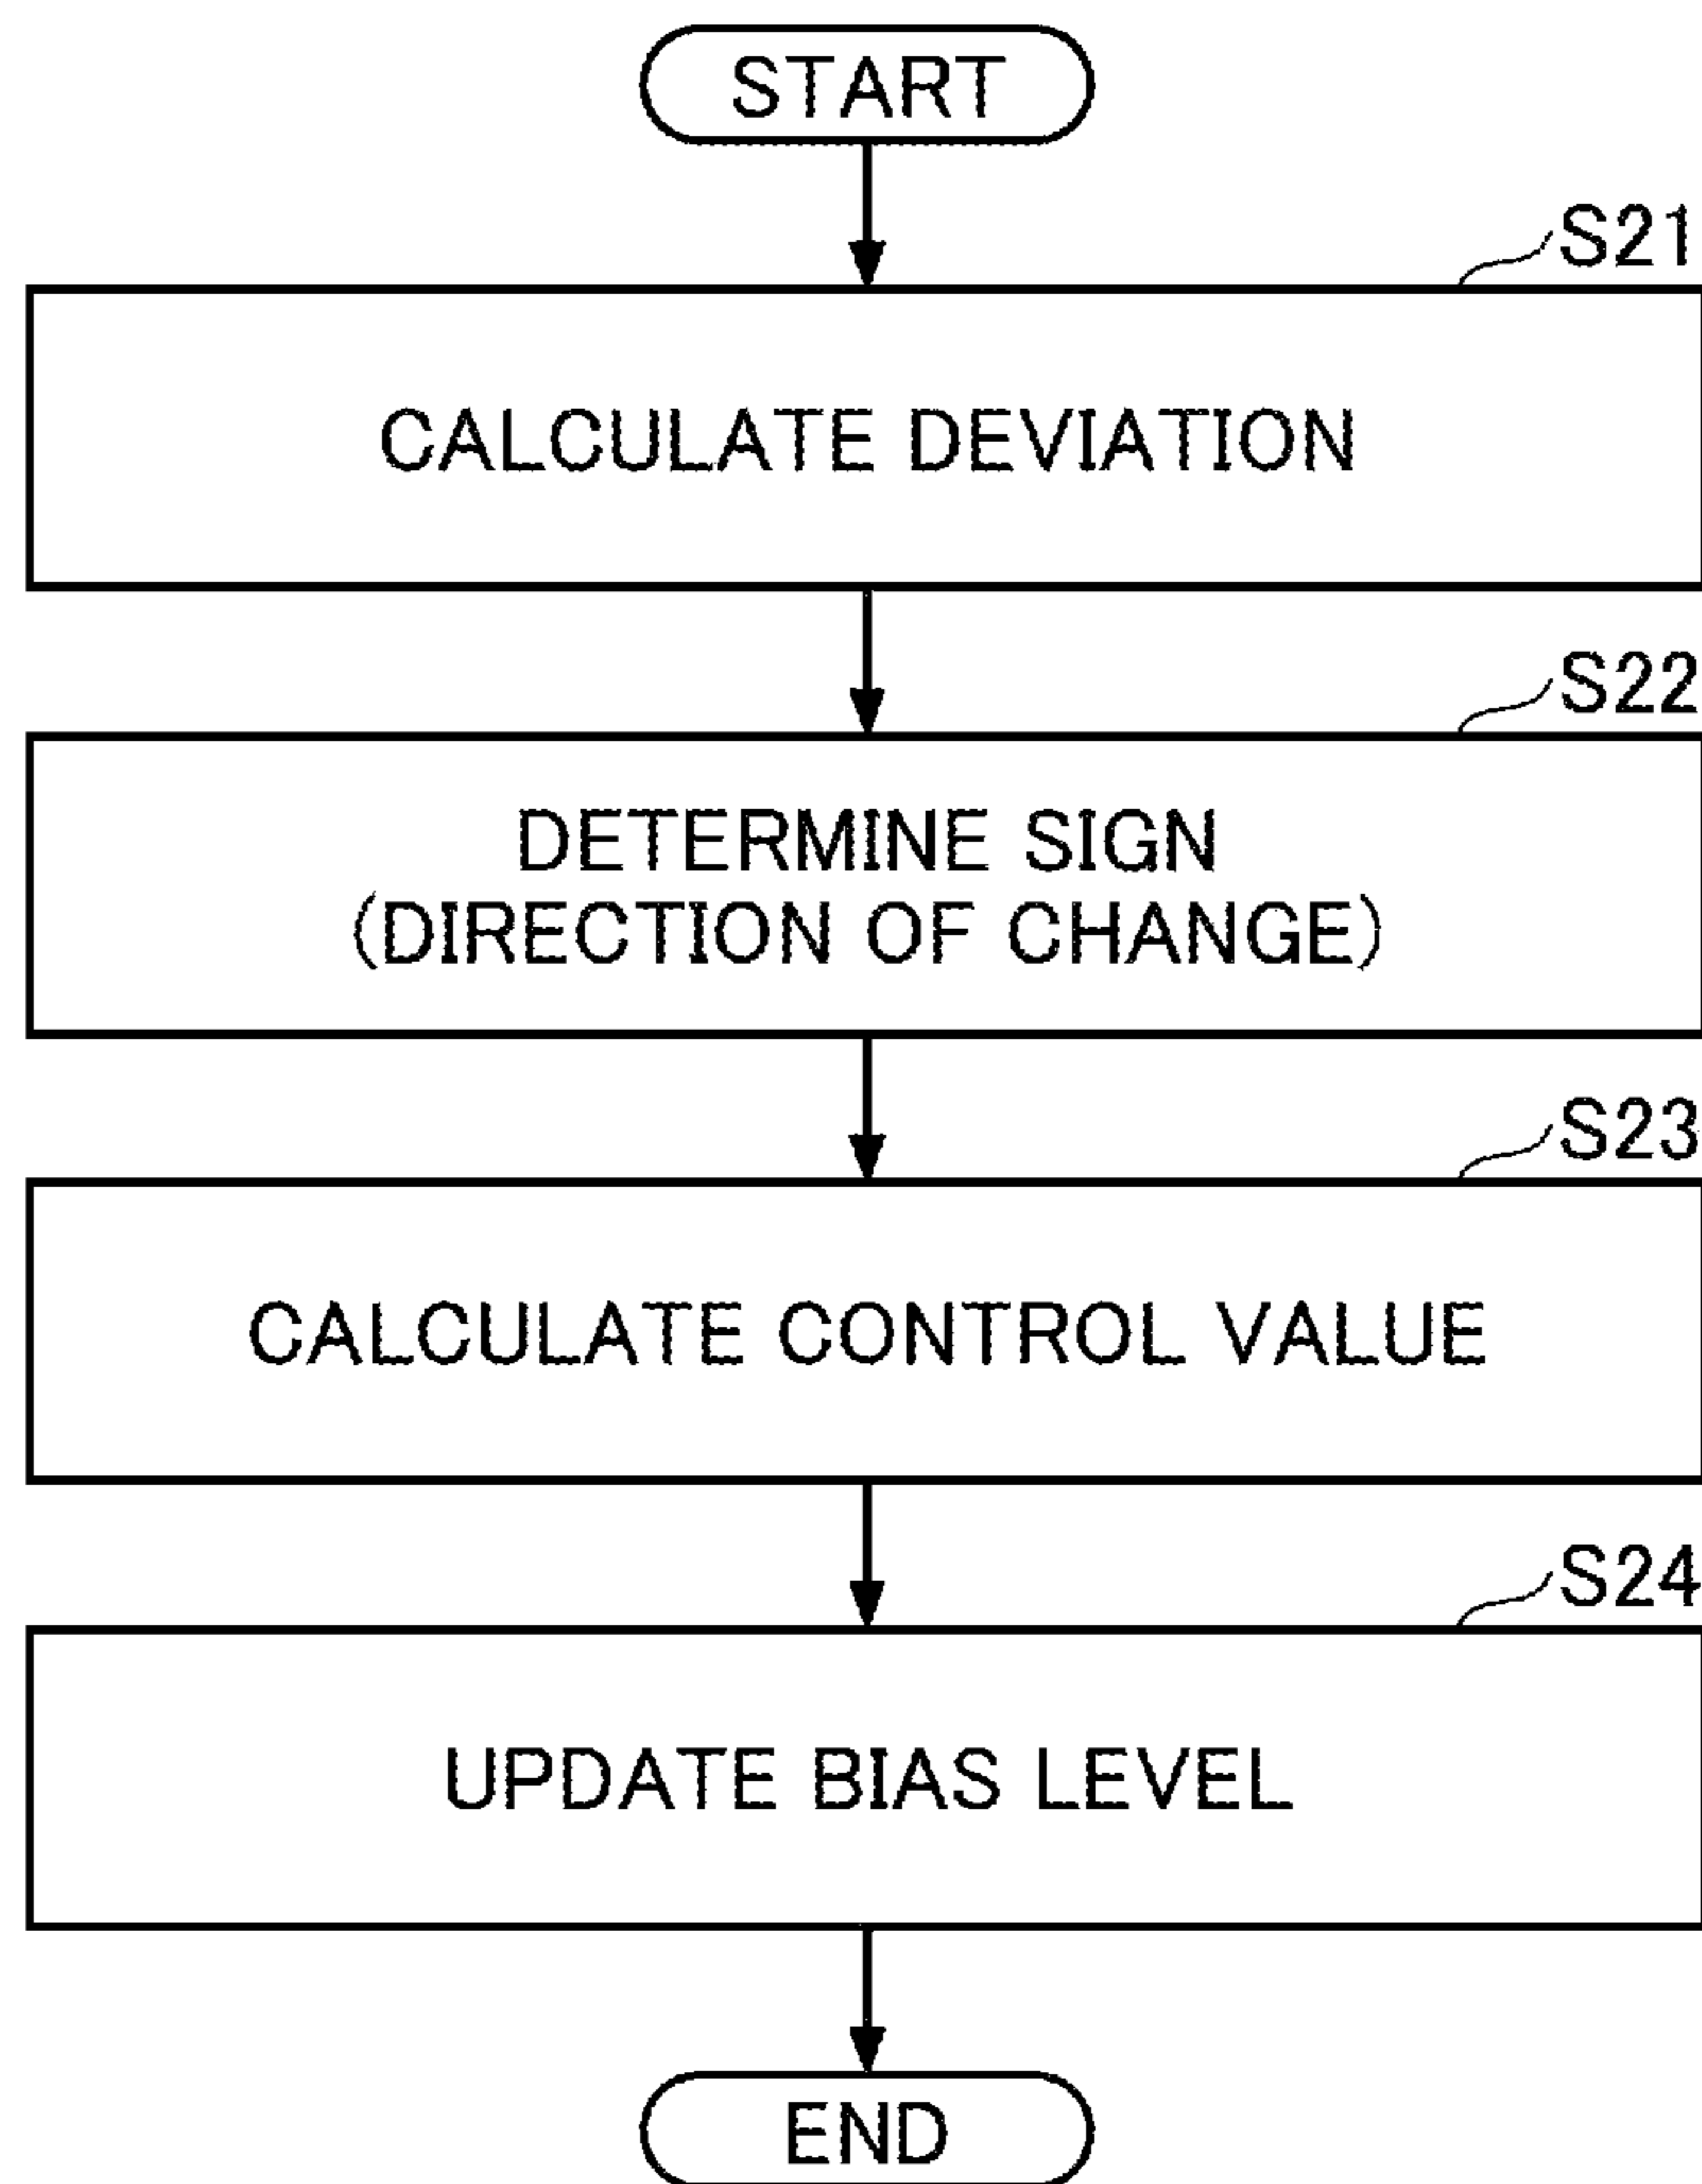 START
S21
CALCULATE DEVIATION
S22
DETERMINE SIGN
(DIRECTION OF CHANGE)
S23
CALCULATE CONTROL VALUE
S24
UPDATE BIAS LEVEL
END